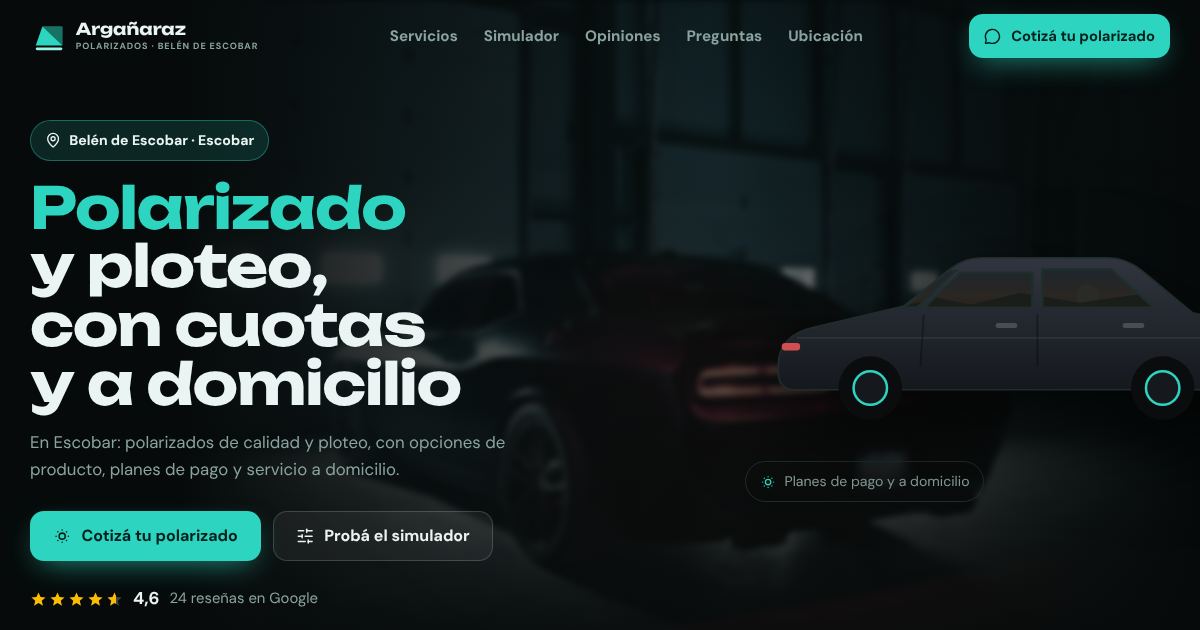 Argañaraz
POLARIZADOS · BELÉN DE ESCOBAR
Servicios
Simulador
Opiniones
Preguntas
Ubicación
Cotizá tu polarizado
Belén de Escobar · Escobar
Polarizado
y ploteo,
con cuotas
y a domicilio
En Escobar: polarizados de calidad y ploteo, con opciones de
producto, planes de pago y servicio a domicilio.
Planes de pago y a domicilio
Cotizá tu polarizado
Probá el simulador
4,6 24 reseñas en Google